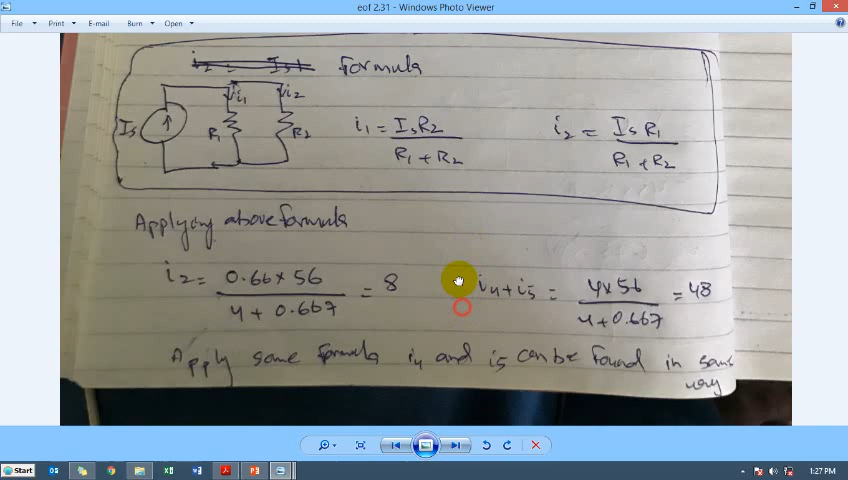 eof 2.31 - Windows Photo Viewer
File Print E-mail Burn Open
i2 = Is1 Formula
Is R1 i1 R2 i2
i1 = IsR2 / R1 + R2 i2 = Is R1 / R1 + R2
Applying above formula
i2 = 0.66 x 56 / 4 + 0.667 = 8 i4 + i5 = 4 x 56 / 4 + 0.667 = 48
Apply same formula i4 and i5 can be found in same
way
Start 1:27 PM